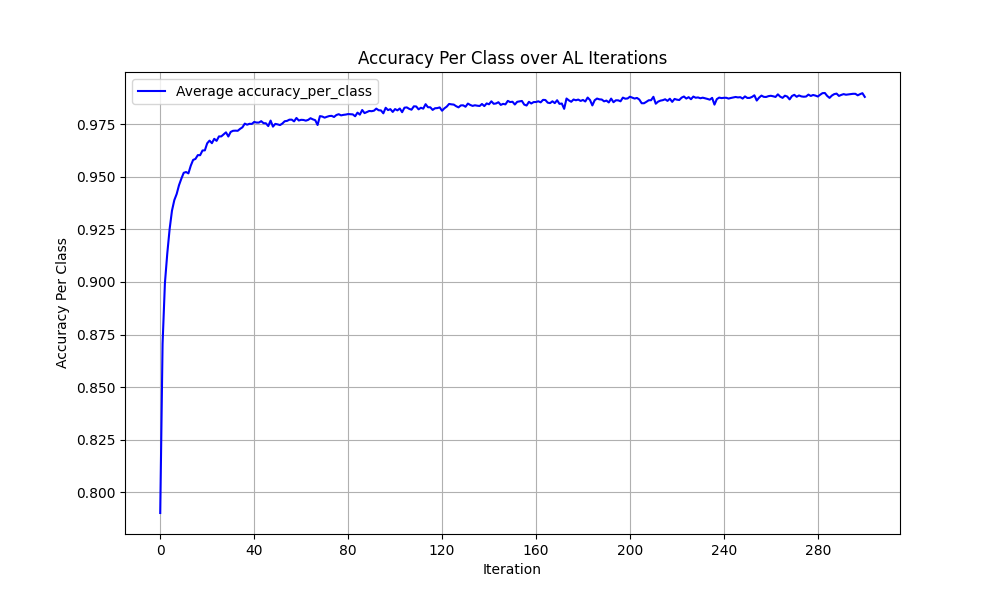 Accuracy Per Class over AL Iterations
Average accuracy_per_class
Accuracy Per Class
0.975
0.950
0.925
0.900
0.875
0.850
0.825
0.800
0 40 80 120 160 200 240 280
Iteration